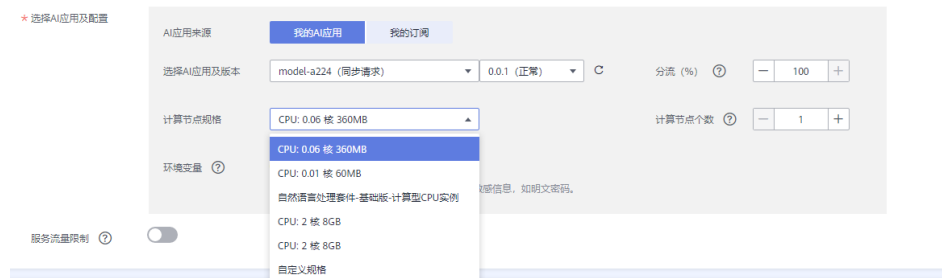 * 选择AI应用及配置
AI应用来源 我的AI应用 我的订阅
选择AI应用及版本 model-a224（同步请求） 0.0.1（正常） 分流（%） ? 100
计算节点规格 CPU: 0.06 核 360MB 计算节点个数 ? 1
CPU: 0.06 核 360MB
CPU: 0.01 核 60MB
环境变量 ?
感信息，如明文密码。
自然语言处理套件-基础版-计算型CPU实例
CPU: 2 核 8GB
服务流量限制 ?
CPU: 2 核 8GB
自定义规格